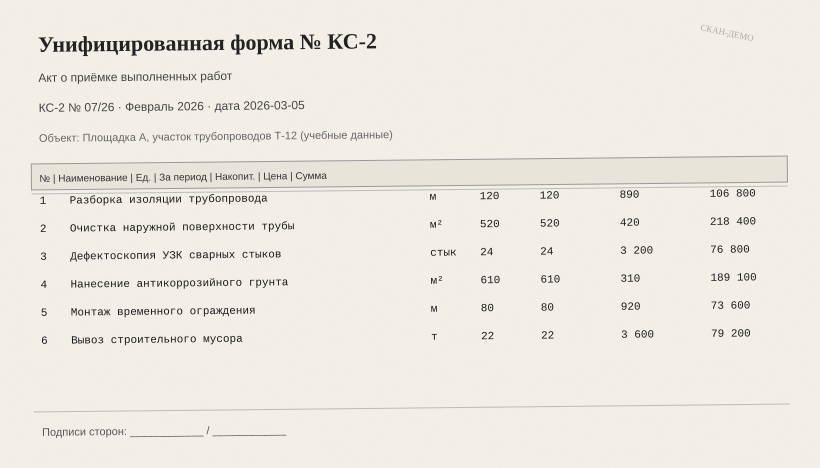 Унифицированная форма № КС-2
СКАН-ДЕМО
Акт о приёмке выполненных работ
КС-2 № 07/26 · Февраль 2026 · дата 2026-03-05
Объект: Площадка А, участок трубопроводов Т-12 (учебные данные)
№ | Наименование | Ед. | За период | Накопит. | Цена | Сумма
1 Разборка изоляции трубопровода м 120 120 890 106 800
2 Очистка наружной поверхности трубы м² 520 520 420 218 400
3 Дефектоскопия УЗК сварных стыков стык 24 24 3 200 76 800
4 Нанесение антикоррозийного грунта м² 610 610 310 189 100
5 Монтаж временного ограждения м 80 80 920 73 600
6 Вывоз строительного мусора т 22 22 3 600 79 200
Подписи сторон: ____________ / ____________